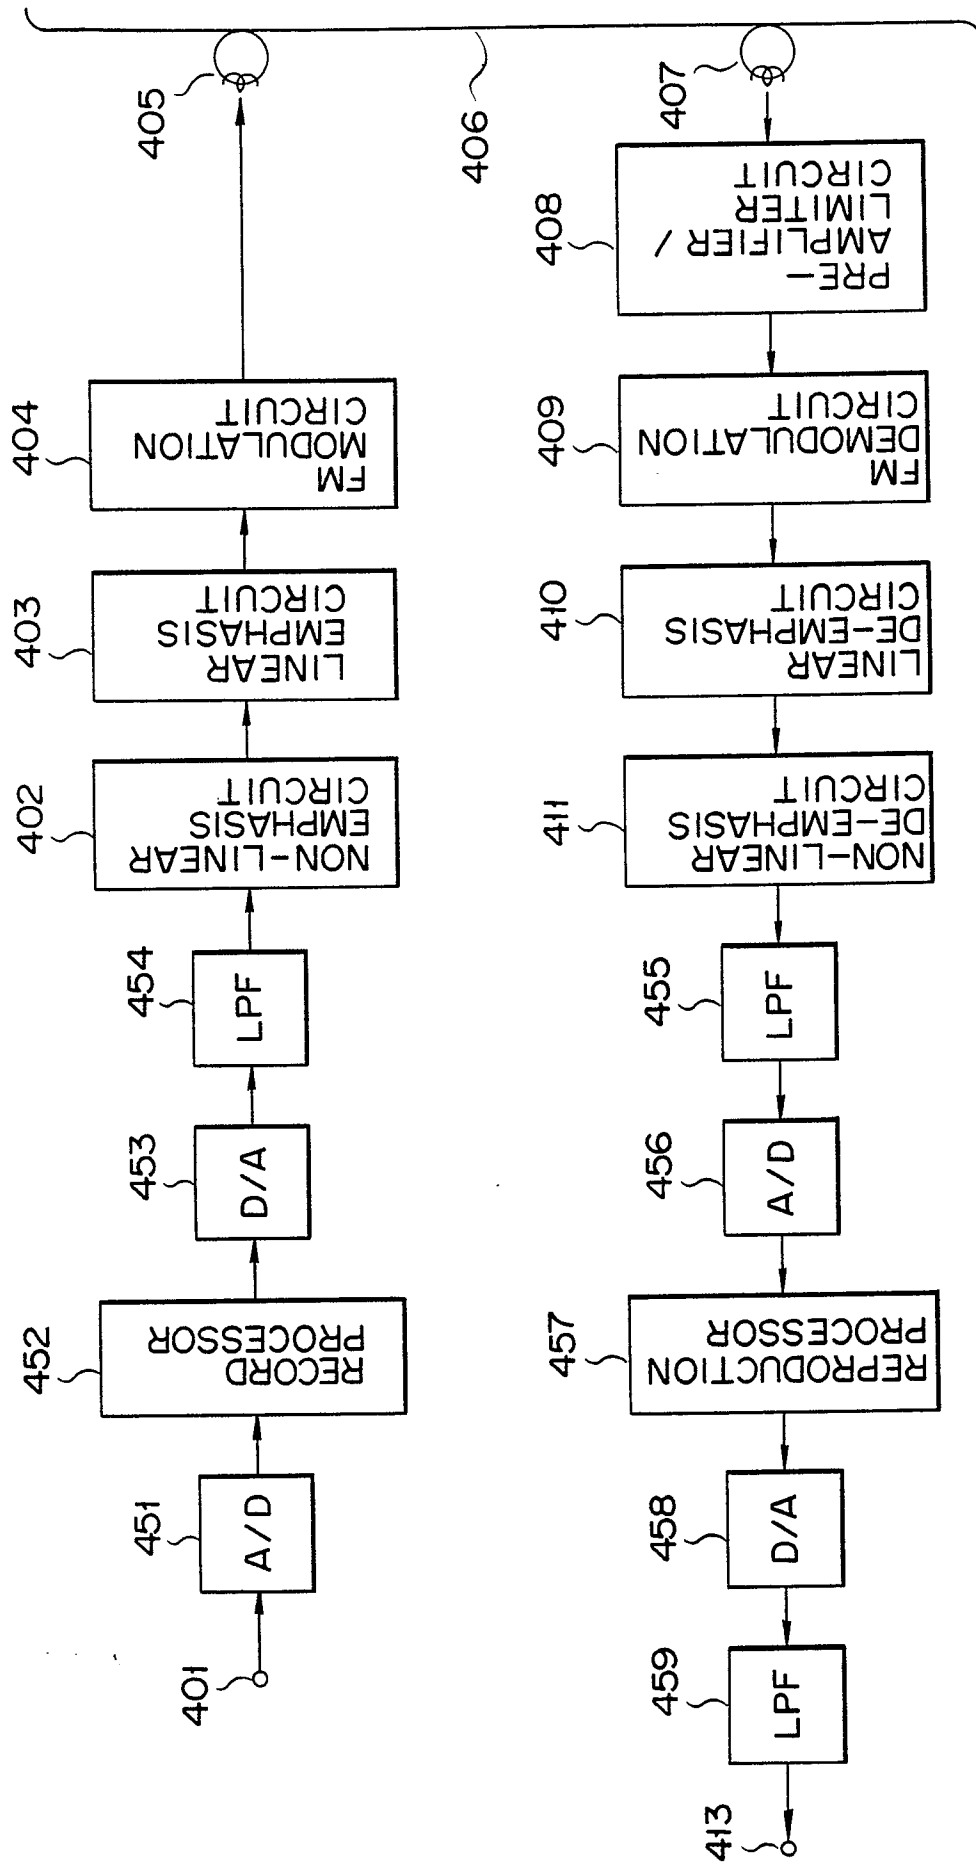 401
451
A/D
452
RECORD
PROCESSOR
453
D/A
454
LPF
402
NON-LINEAR
EMPHASIS
CIRCUIT
403
LINEAR
EMPHASIS
CIRCUIT
404
FM
MODULATION
CIRCUIT
405
406
407
408
PRE-
AMPLIFIER /
LIMITER
CIRCUIT
409
FM
DEMODULATION
CIRCUIT
410
LINEAR
DE-EMPHASIS
CIRCUIT
411
NON-LINEAR
DE-EMPHASIS
CIRCUIT
455
LPF
456
A/D
457
REPRODUCTION
PROCESSOR
458
D/A
459
LPF
413